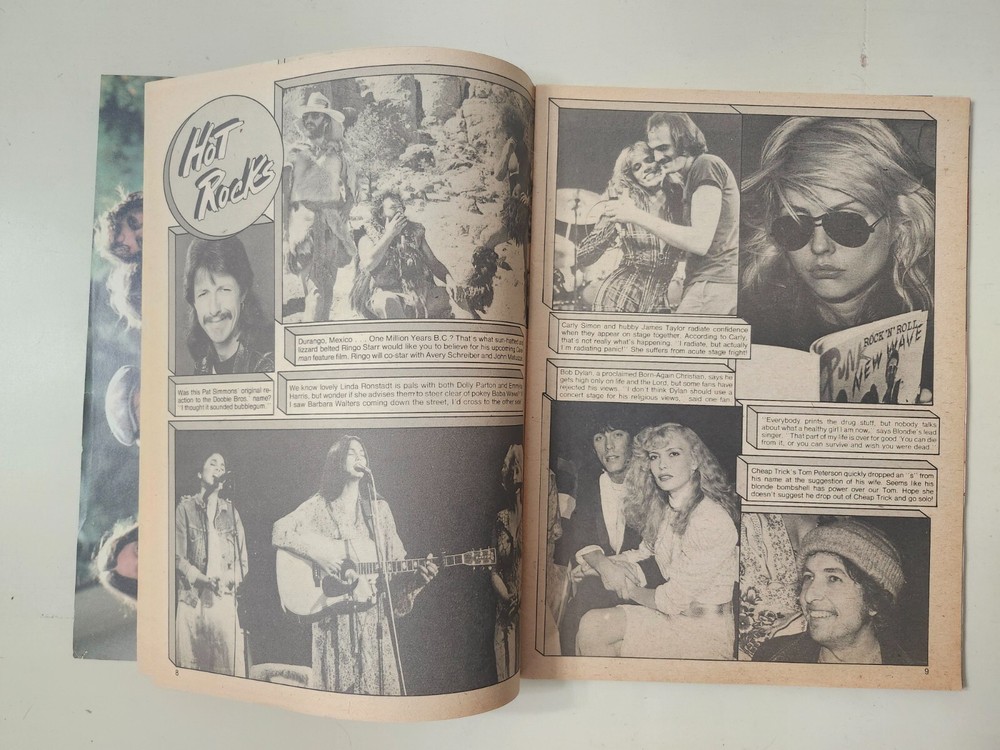 HOT
Rocks
Durango, Mexico . . . One Million Years B.C.? That's what sun-
lizzard belted Ringo Starr would like you to believe for his upcoming
man feature film. Ringo will co-star with Avery Schreiber and John
Was this Pat Simmons' original re-
action to the Doobie Bros.' name?
"I thought it sounded bubblegum."
We know lovely Linda Ronstadt is pals with both Dolly Parton and
Harris, but wonder if she advises them to steer clear of pokey Baba Wawa?
I saw Barbara Walters coming down the street, I'd cross to the other
8
Carly Simon and hubby James Taylor radiate confidence
when they appear on stage together. According to Carly,
that's not really what's happening. "I radiate, but actually
I'm radiating panic!" She suffers from acute stage fright!
Bob Dylan, a proclaimed Born-Again Christian, says he
gets high only on life and the Lord, but some fans have
rejected his views. "I don't think Dylan should use a
concert stage for his religious views," said one fan.
ROCK 'N' ROLL
PUNK
NEW WAVE
"Everybody prints the drug stuff, but nobody talks
about what a healthy girl I am now," says Blondie's lead
singer. "That part of my life is over for good. You can die
from it, or you can survive and wish you were dead."
Cheap Trick's Tom Peterson quickly dropped an "s" from
his name at the suggestion of his wife. Seems like his
blonde bombshell has power over our Tom. Hope she
doesn't suggest he drop out of Cheap Trick and go solo!
9